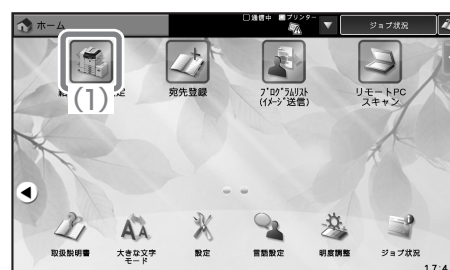 ホーム
通信中
プリンター
ジョブ状況
(1)
定
宛先登録
ﾌﾟﾛｸﾞﾗﾑﾘｽﾄ
(ｲﾒｰｼﾞ送信)
リモートPC
スキャン
取扱説明書
大きな文字
モード
設定
言語設定
明度調整
ジョブ状況
17:4